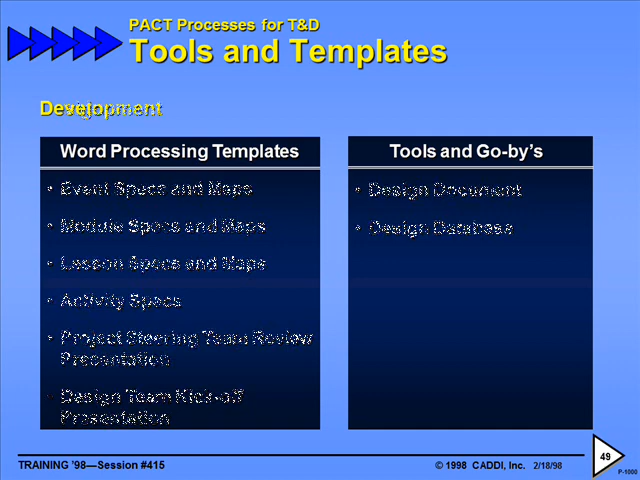 PACT Processes for T&D
Tools and Templates
Word Processing Templates
• Event Specs and Maps
• Module Specs and Maps
• Lesson Specs and Maps
• Activity Specs
• Project Steering Team Review
Presentation
• Design Team Kick-off
Presentation
Tools and Go-by’s
• Design Document
• Design Database
TRAINING ’98—Session #415
© 1998 CADDI, Inc. 2/18/98
49
P-1000